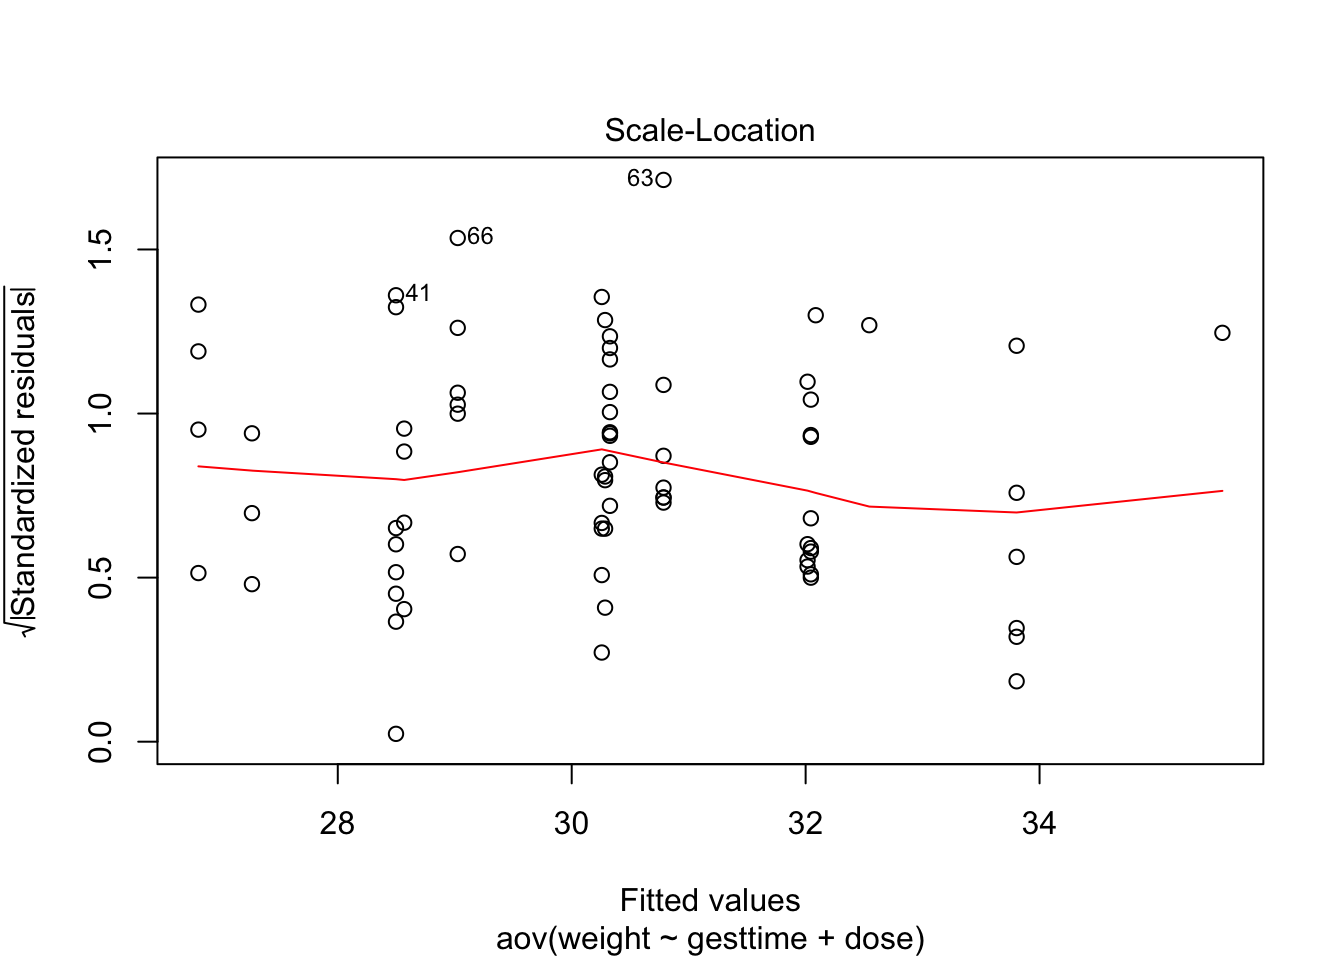 Scale-Location
√|Standardized residuals|
0.0 0.5 1.0 1.5
63
66
41
28 30 32 34
Fitted values
aov(weight ~ gesttime + dose)